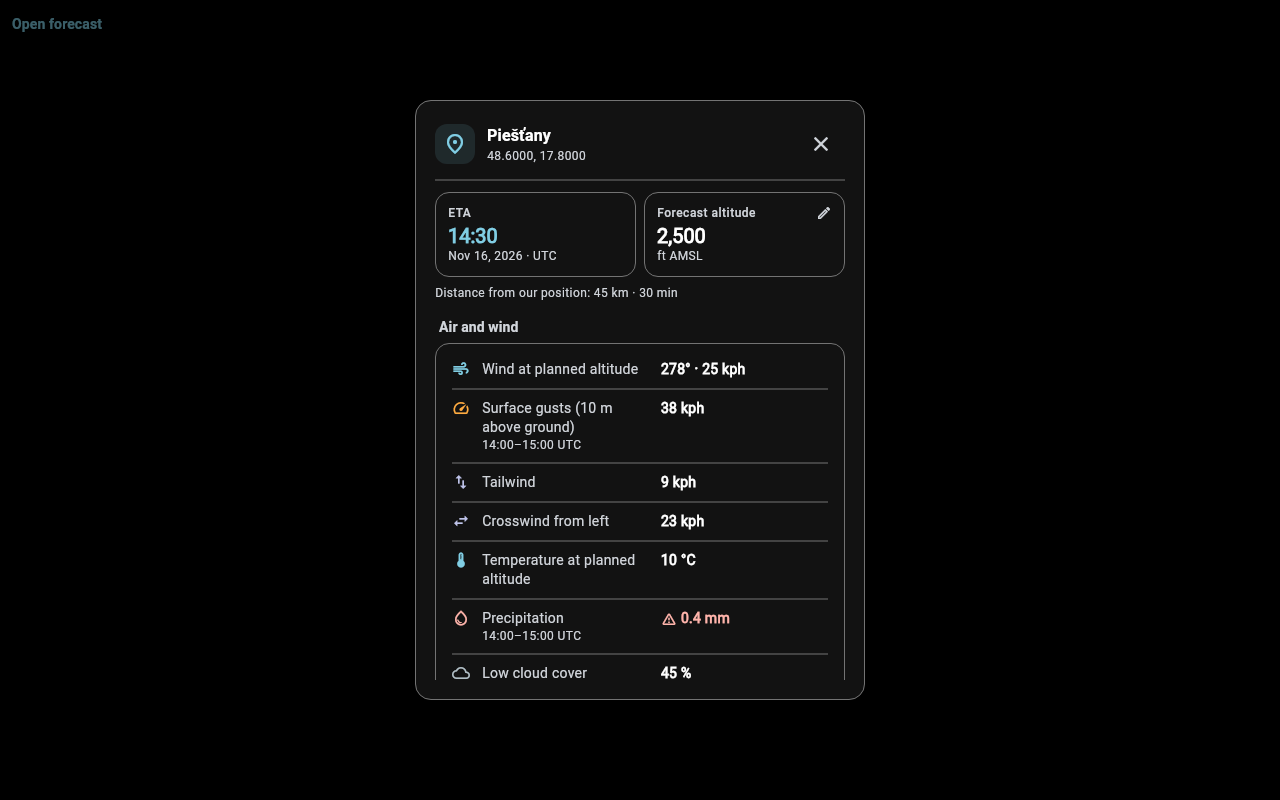 Open forecast
Piešťany
48.6000, 17.8000
ETA
14:30
Nov 16, 2026 · UTC
Forecast altitude
2,500
ft AMSL
Distance from our position: 45 km · 30 min
Air and wind
Wind at planned altitude
278° · 25 kph
Surface gusts (10 m
above ground)
14:00–15:00 UTC
38 kph
Tailwind
9 kph
Crosswind from left
23 kph
Temperature at planned
altitude
10 °C
Precipitation
14:00–15:00 UTC
0.4 mm
Low cloud cover
45 %